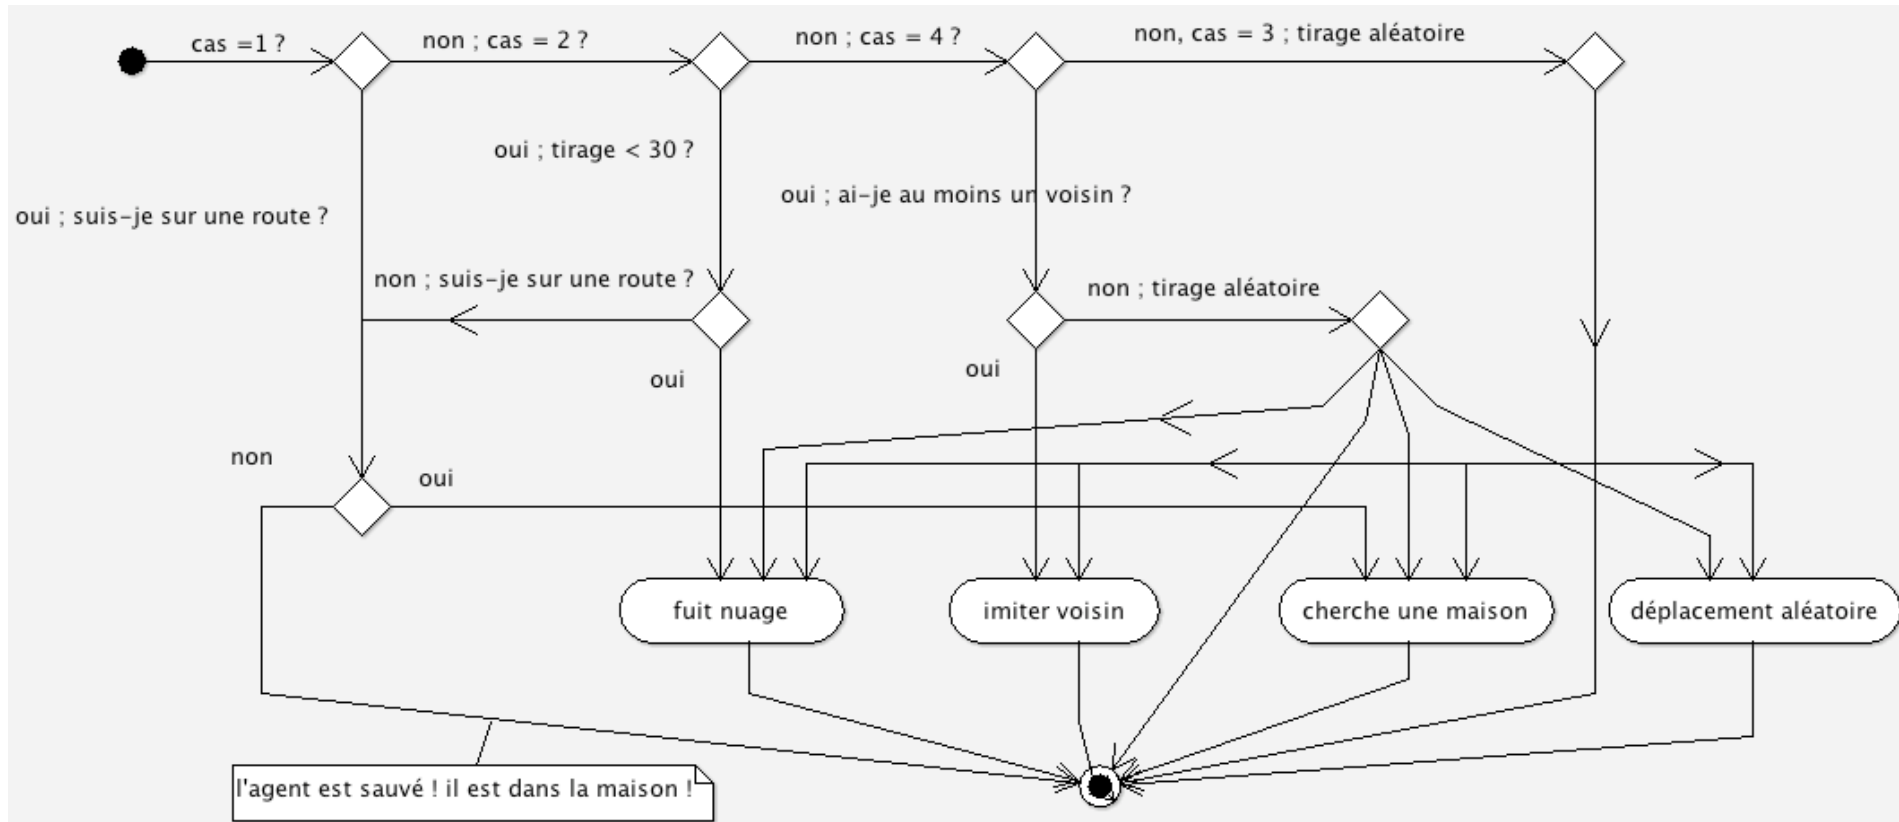 cas =1 ?
non ; cas = 2 ?
non ; cas = 4 ?
non, cas = 3 ; tirage aléatoire
oui ; tirage < 30 ?
oui ; ai-je au moins un voisin ?
oui ; suis-je sur une route ?
non ; suis-je sur une route ?
non ; tirage aléatoire
oui
oui
non
oui
fuit nuage
imiter voisin
cherche une maison
déplacement aléatoire
l'agent est sauvé ! il est dans la maison !